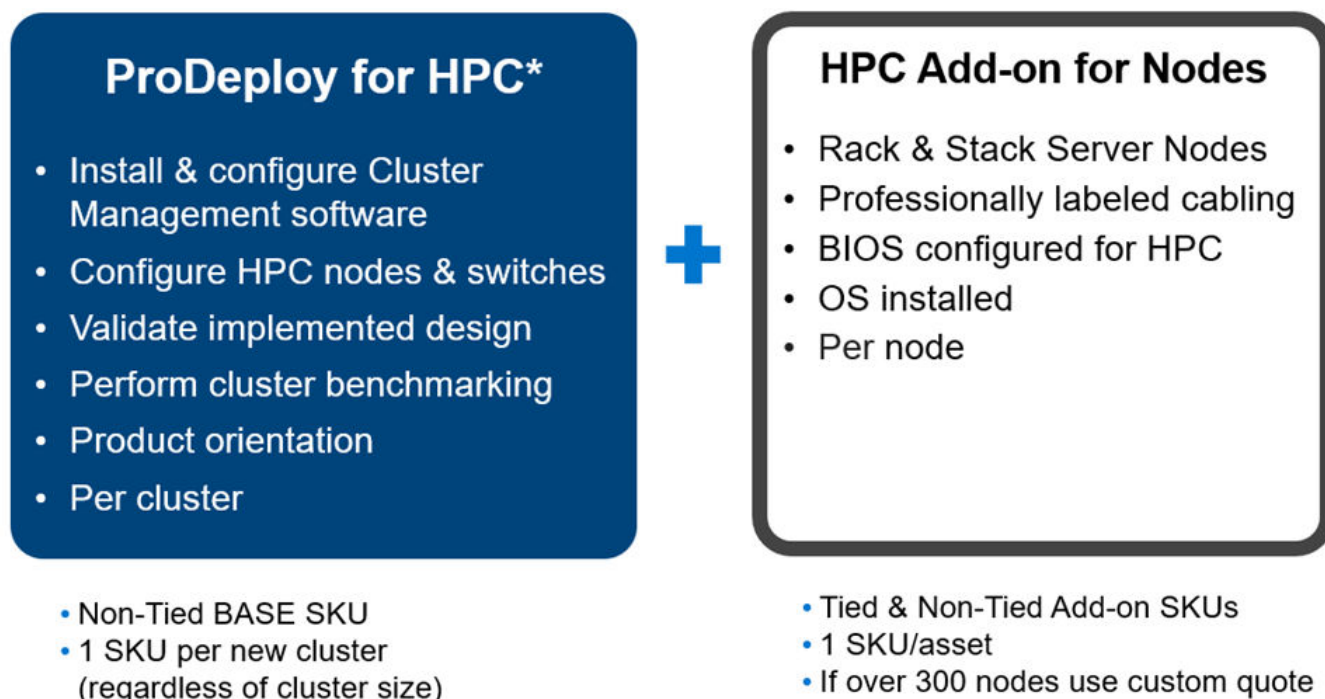 ProDeploy for HPC*
• Install & configure Cluster
Management software
• Configure HPC nodes & switches
• Validate implemented design
• Perform cluster benchmarking
• Product orientation
• Per cluster
HPC Add-on for Nodes
• Rack & Stack Server Nodes
• Professionally labeled cabling
• BIOS configured for HPC
• OS installed
• Per node
• Non-Tied BASE SKU
• 1 SKU per new cluster
(regardless of cluster size)
• Tied & Non-Tied Add-on SKUs
• 1 SKU/asset
• If over 300 nodes use custom quote